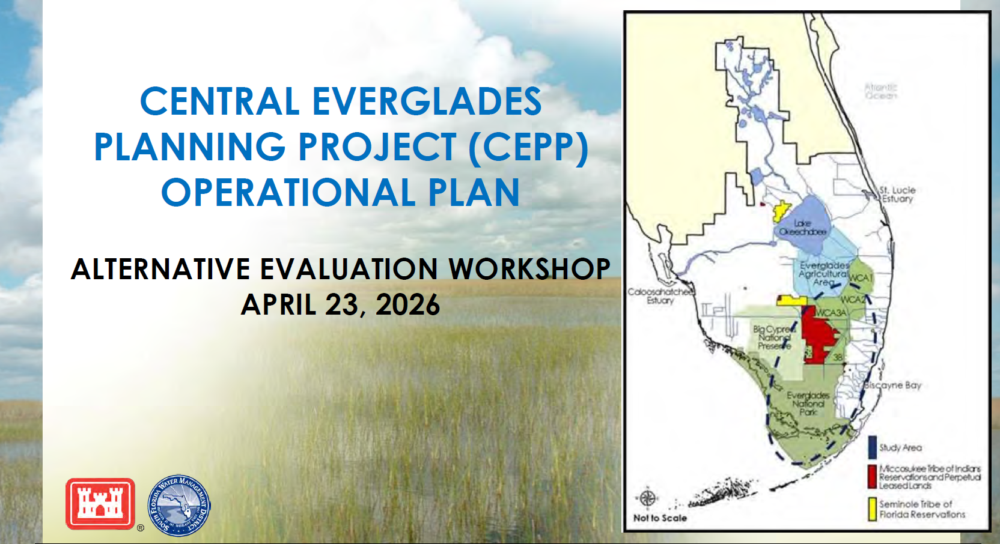 CENTRAL EVERGLADES
PLANNING PROJECT (CEPP)
OPERATIONAL PLAN
ALTERNATIVE EVALUATION WORKSHOP
APRIL 23, 2026
SOUTH FLORIDA WATER MANAGEMENT DISTRICT
®
Atlantic
Ocean
St. Lucie
Estuary
Lake
Okeechobee
Everglades
Agricultural
Area
WCA1
WCA2
Caloosahatchee
Estuary
WCA3A
Big Cypress
National
Preserve
3B
Biscayne Bay
Everglades
National
Park
Study Area
Miccosukee Tribe of Indians
Reservations and Perpetual
Leased Lands
Seminole Tribe of
Florida Reservations
Not to Scale